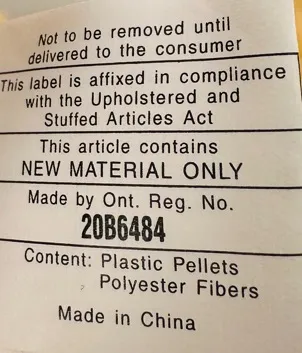 Not to be removed until
delivered to the consumer
This label is affixed in compliance
with the Upholstered and
Stuffed Articles Act
This article contains
NEW MATERIAL ONLY
Made by Ont. Reg. No.
20B6484
Content: Plastic Pellets
Polyester Fibers
Made in China